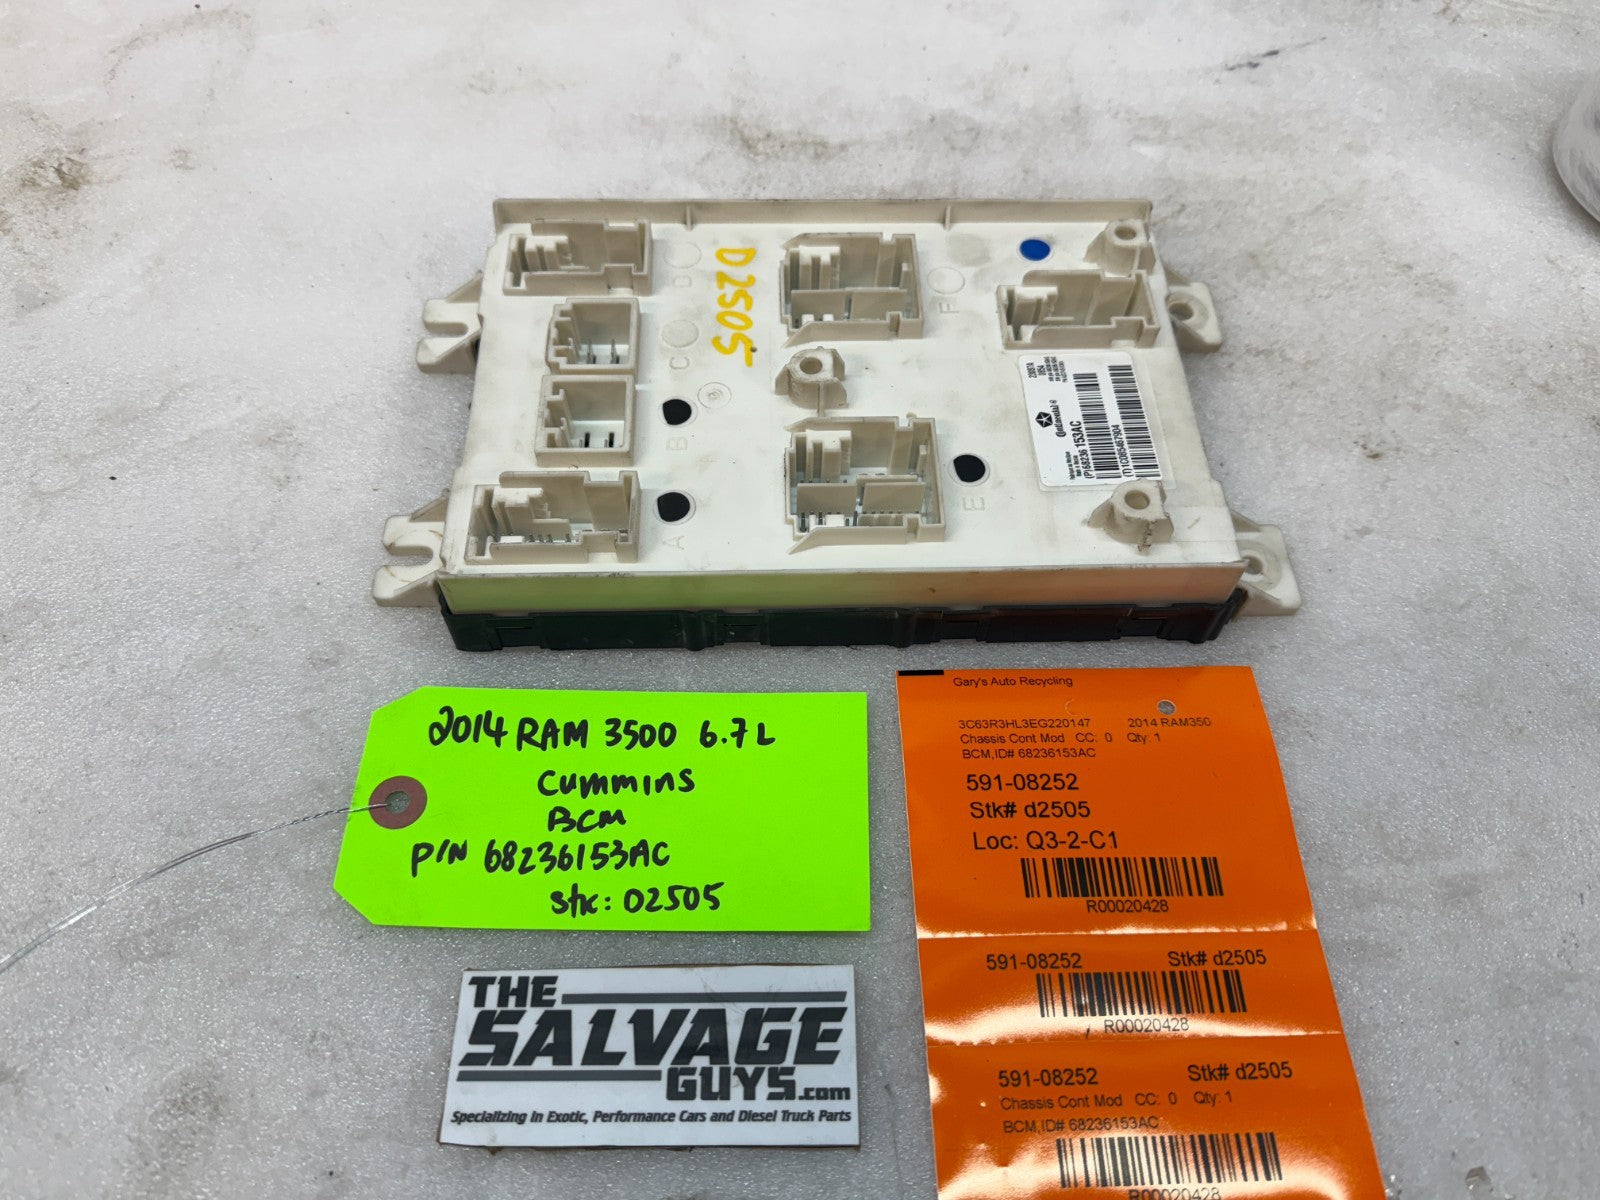 D2505
D
C
B
A
F
E
Continental
(P)68236153AC
2014 RAM 3500 6.7L
Cummins
BCM
P/N 68236153AC
stk: D2505
THE
SALVAGE
GUYS.com
Specializing in Exotic, Performance Cars and Diesel Truck Parts
Gary's Auto Recycling
3C63R3HL3EG220147 2014 RAM350
Chassis Cont Mod CC: 0 Qty: 1
BCM,ID# 68236153AC
591-08252
Stk# d2505
Loc: Q3-2-C1
R00020428
591-08252 Stk# d2505
R00020428
591-08252 Stk# d2505
Chassis Cont Mod CC: 0 Qty: 1
BCM,ID# 68236153AC
R00020428